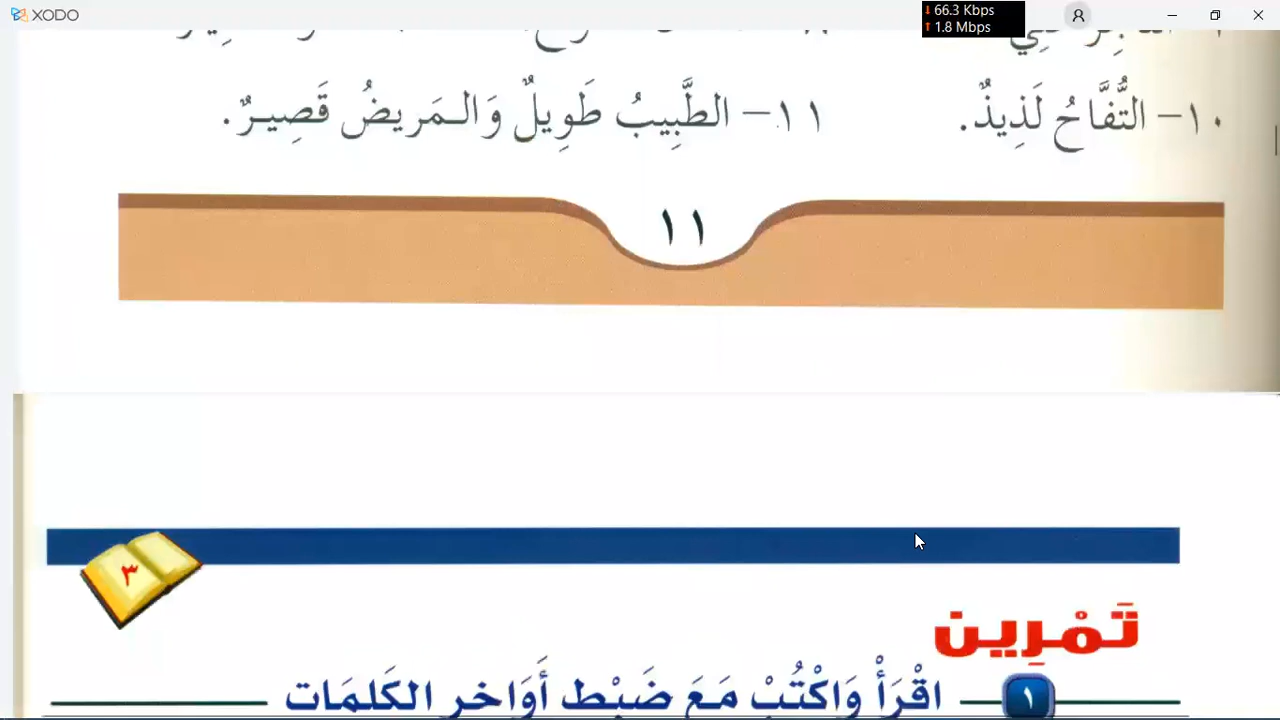 XODO
↓ 66.3 Kbps
↑ 1.8 Mbps
١٠- التُّفَّاحُ لَذِيذٌ. ١١- الطَّبِيبُ طَوِيلٌ وَالـمَرِيضُ قَصِيـرٌ.
١١
٣
تَمْرِين
١ اقْرَأْ وَاكْتُبْ مَعَ ضَبْطِ أَوَاخِرِ الكَلِمَات